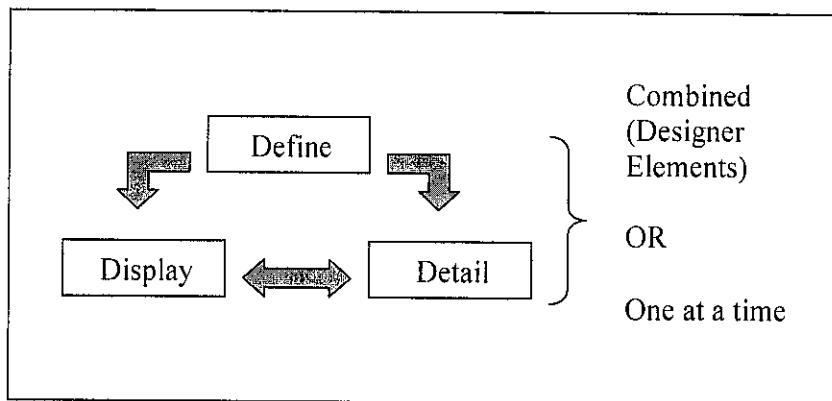 Define
Display
Detail
Combined
(Designer
Elements)
OR
One at a time